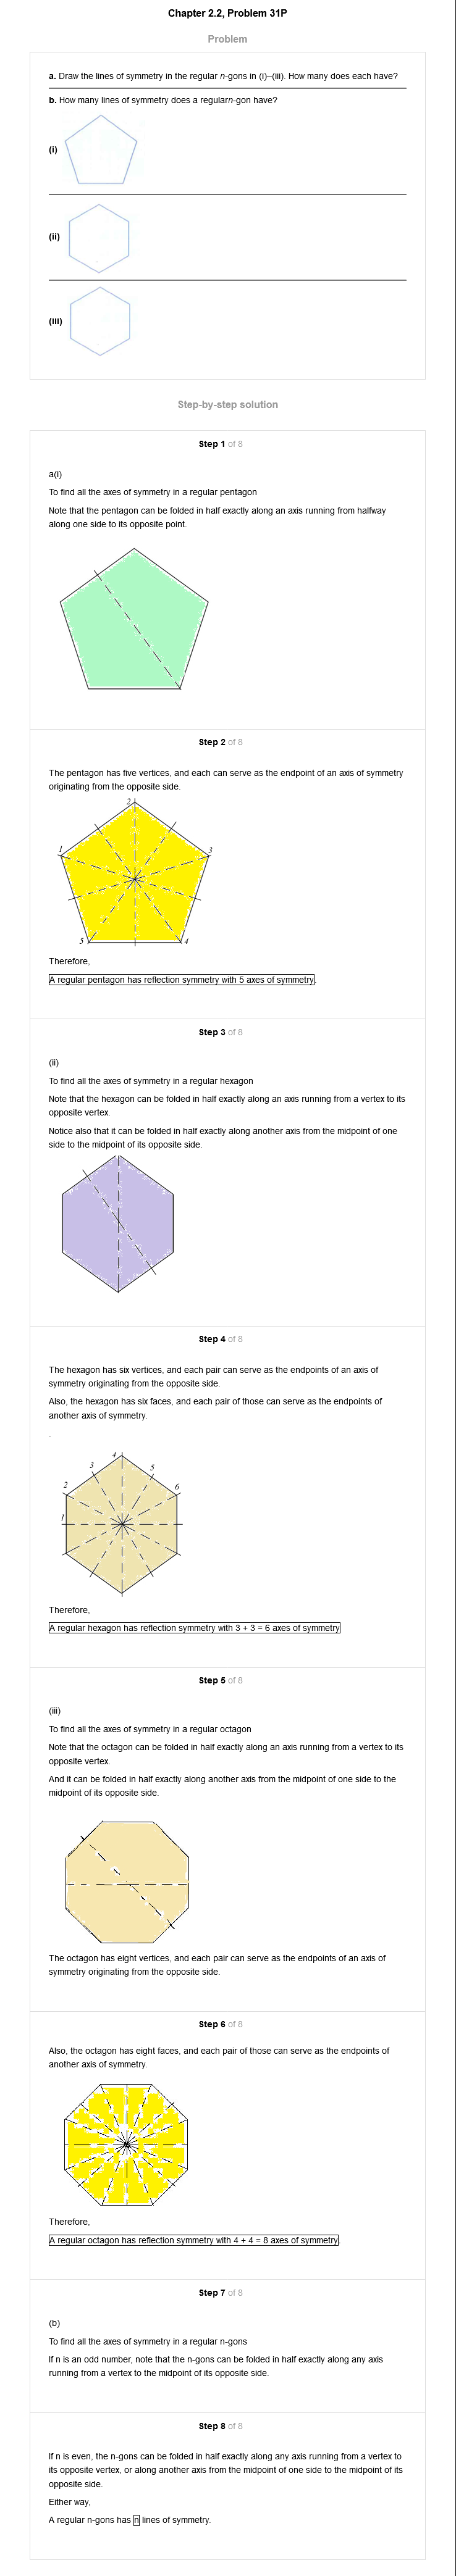 Chapter 2.2, Problem 31P
Problem
a. Draw the lines of symmetry in the regular n-gons in (i)–(iii). How many does each have?
b. How many lines of symmetry does a regularn-gon have?
(i)
(ii)
(iii)
Step-by-step solution
Step 1 of 8
a(i)
To find all the axes of symmetry in a regular pentagon
Note that the pentagon can be folded in half exactly along an axis running from halfway
along one side to its opposite point.
Step 2 of 8
The pentagon has five vertices, and each can serve as the endpoint of an axis of symmetry
originating from the opposite side.
2
1
3
5
4
Therefore,
A regular pentagon has reflection symmetry with 5 axes of symmetry.
Step 3 of 8
(ii)
To find all the axes of symmetry in a regular hexagon
Note that the hexagon can be folded in half exactly along an axis running from a vertex to its
opposite vertex.
Notice also that it can be folded in half exactly along another axis from the midpoint of one
side to the midpoint of its opposite side.
Step 4 of 8
The hexagon has six vertices, and each pair can serve as the endpoints of an axis of
symmetry originating from the opposite side.
Also, the hexagon has six faces, and each pair of those can serve as the endpoints of
another axis of symmetry.
.
4
3
5
2
6
1
Therefore,
A regular hexagon has reflection symmetry with 3 + 3 = 6 axes of symmetry
Step 5 of 8
(iii)
To find all the axes of symmetry in a regular octagon
Note that the octagon can be folded in half exactly along an axis running from a vertex to its
opposite vertex.
And it can be folded in half exactly along another axis from the midpoint of one side to the
midpoint of its opposite side.
The octagon has eight vertices, and each pair can serve as the endpoints of an axis of
symmetry originating from the opposite side.
Step 6 of 8
Also, the octagon has eight faces, and each pair of those can serve as the endpoints of
another axis of symmetry.
Therefore,
A regular octagon has reflection symmetry with 4 + 4 = 8 axes of symmetry.
Step 7 of 8
(b)
To find all the axes of symmetry in a regular n-gons
If n is an odd number, note that the n-gons can be folded in half exactly along any axis
running from a vertex to the midpoint of its opposite side.
Step 8 of 8
If n is even, the n-gons can be folded in half exactly along any axis running from a vertex to
its opposite vertex, or along another axis from the midpoint of one side to the midpoint of its
opposite side.
Either way,
A regular n-gons has n lines of symmetry.